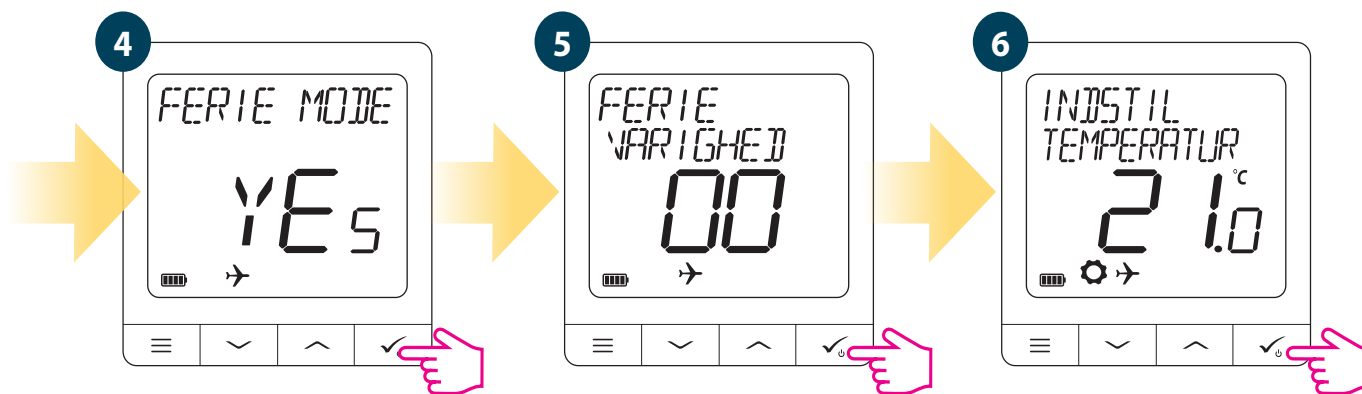 4
FERIE MODE
YES
5
FERIE
VARIGHED
00
6
INDSTIL
TEMPERATUR
21.0 °C